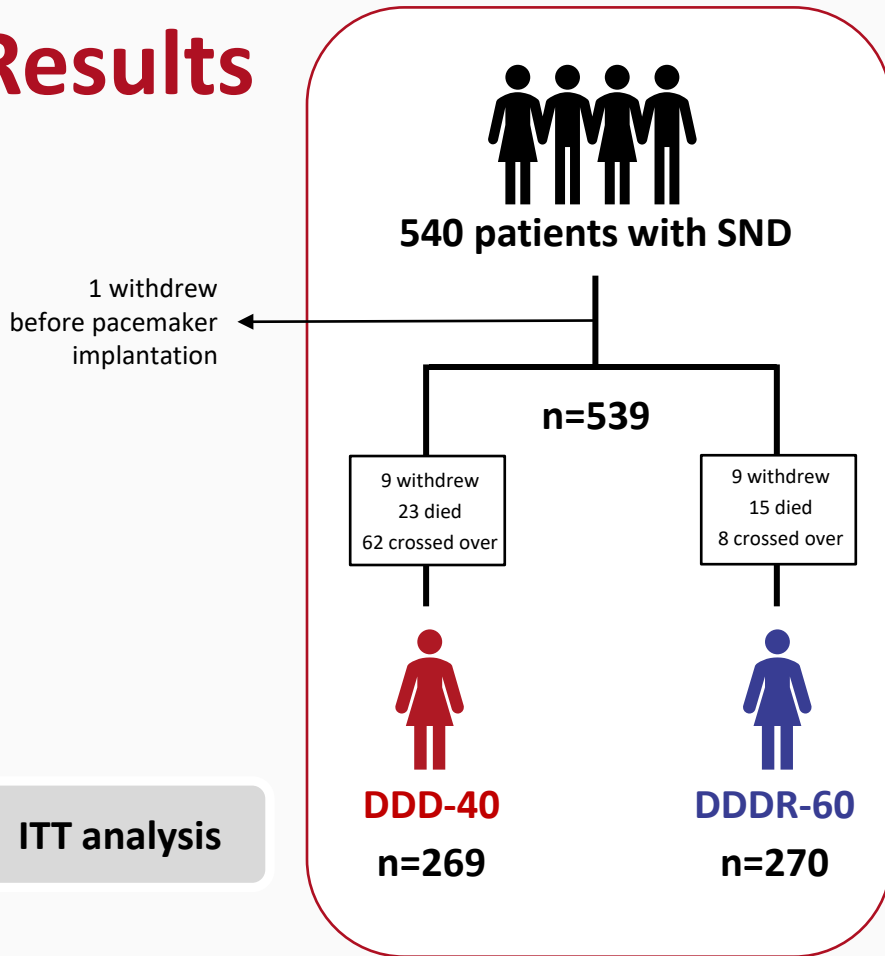 Results
540 patients with SND
1 withdrew
before pacemaker
implantation
n=539
9 withdrew
23 died
62 crossed over
9 withdrew
15 died
8 crossed over
DDD-40
n=269
DDDR-60
n=270
ITT analysis